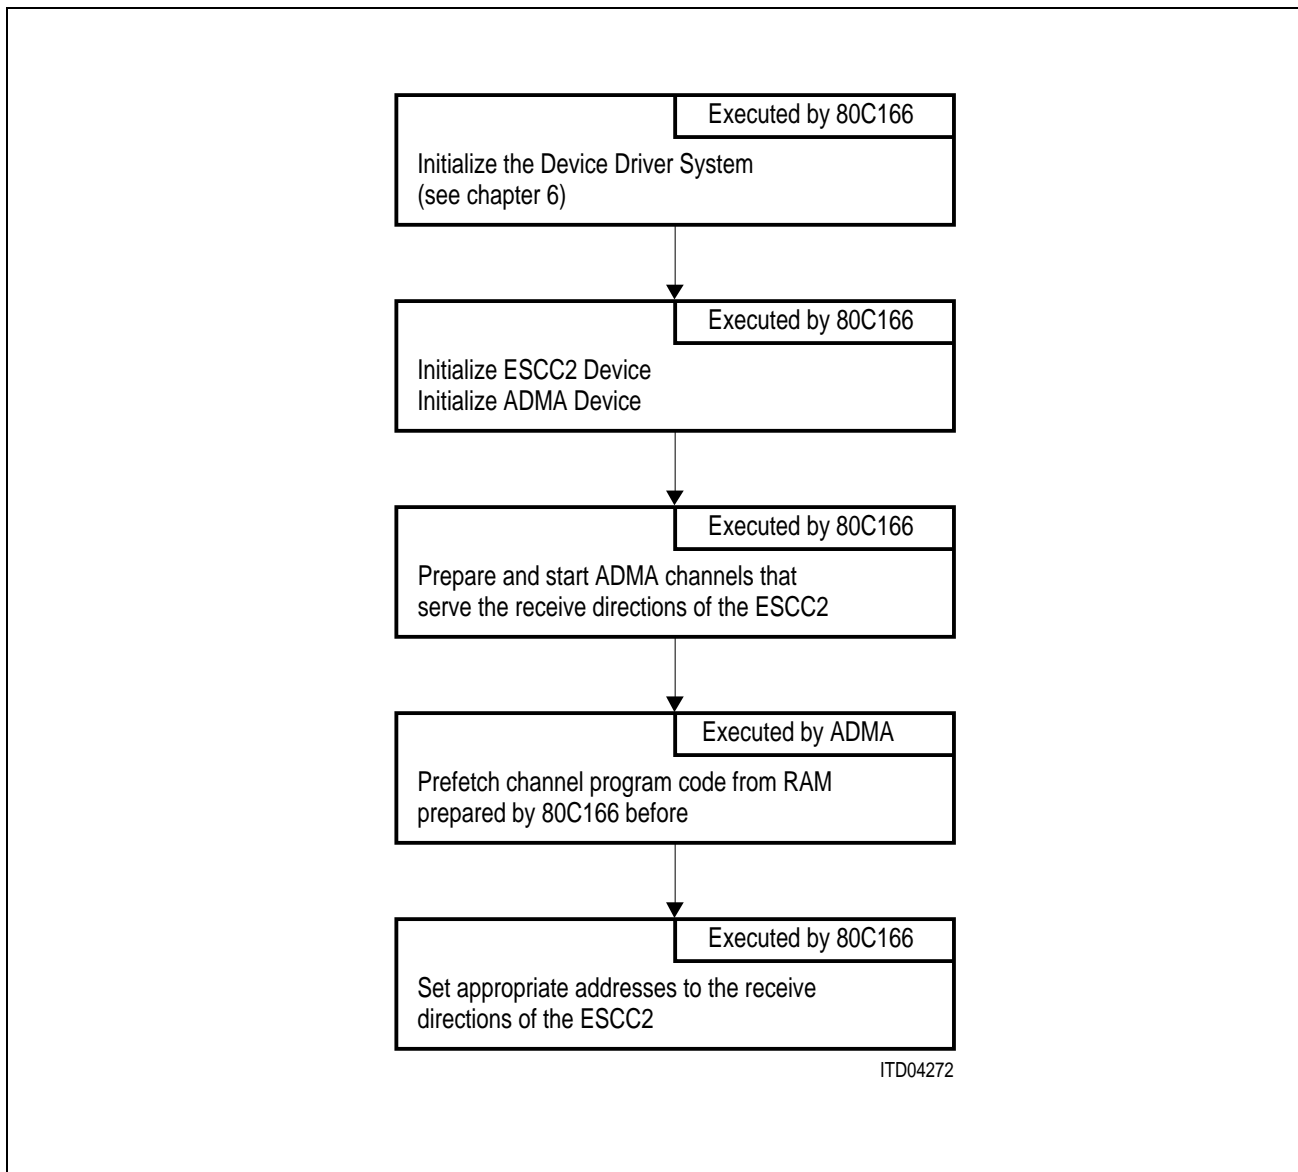 Executed by 80C166
Initialize the Device Driver System
(see chapter 6)
Executed by 80C166
Initialize ESCC2 Device
Initialize ADMA Device
Executed by 80C166
Prepare and start ADMA channels that
serve the receive directions of the ESCC2
Executed by ADMA
Prefetch channel program code from RAM
prepared by 80C166 before
Executed by 80C166
Set appropriate addresses to the receive
directions of the ESCC2
ITD04272